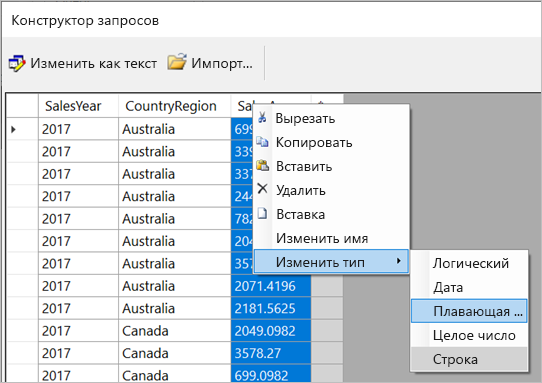 Конструктор запросов
Изменить как текст Импорт...
SalesYear CountryRegion
2017 Australia 699
2017 Australia 339
2017 Australia 337
2017 Australia 244
2017 Australia 782
2017 Australia 204
2017 Australia 357
2017 Australia 2071.4196
2017 Australia 2181.5625
2017 Canada 2049.0982
2017 Canada 3578.27
2017 Canada 699.0982
Вырезать
Копировать
Вставить
Удалить
Вставка
Изменить имя
Изменить тип
Логический
Дата
Плавающая ...
Целое число
Строка